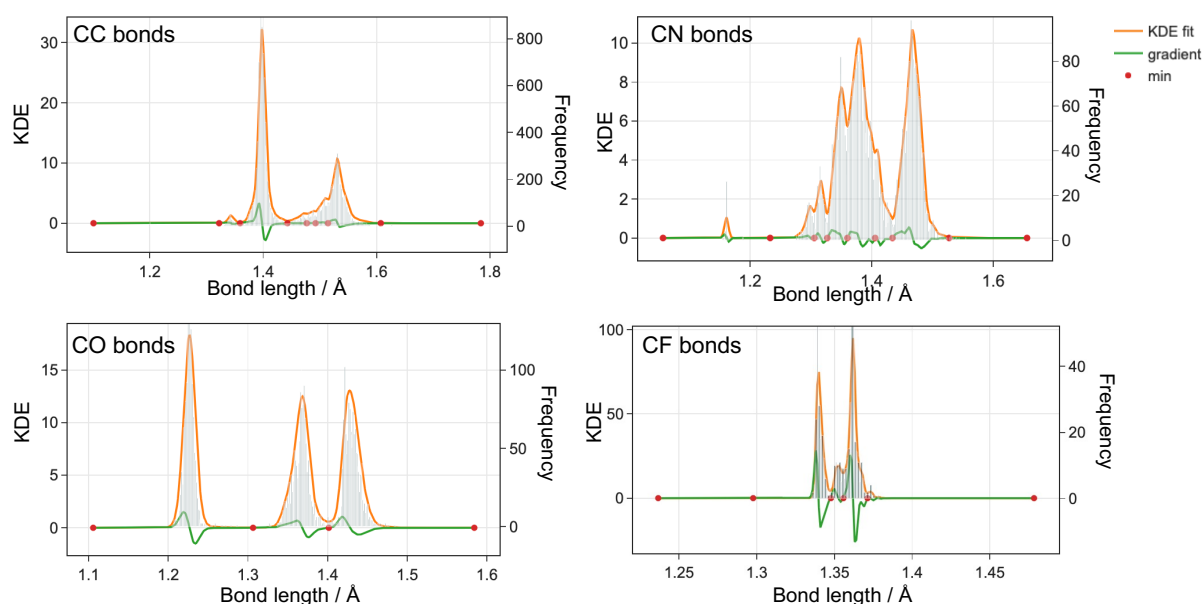 CC bonds
KDE
30
20
10
0
800
600
400
200
0
Frequency
1.2
1.4
1.6
1.8
Bond length / Å
CN bonds
KDE
10
8
6
4
2
0
80
60
40
20
0
Frequency
1.2
1.4
1.6
Bond length / Å
KDE fit
gradient
min
CO bonds
KDE
15
10
5
0
100
50
0
Frequency
1.1
1.2
1.3
1.4
1.5
1.6
Bond length / Å
CF bonds
KDE
100
50
0
40
20
0
Frequency
1.25
1.3
1.35
1.4
1.45
Bond length / Å